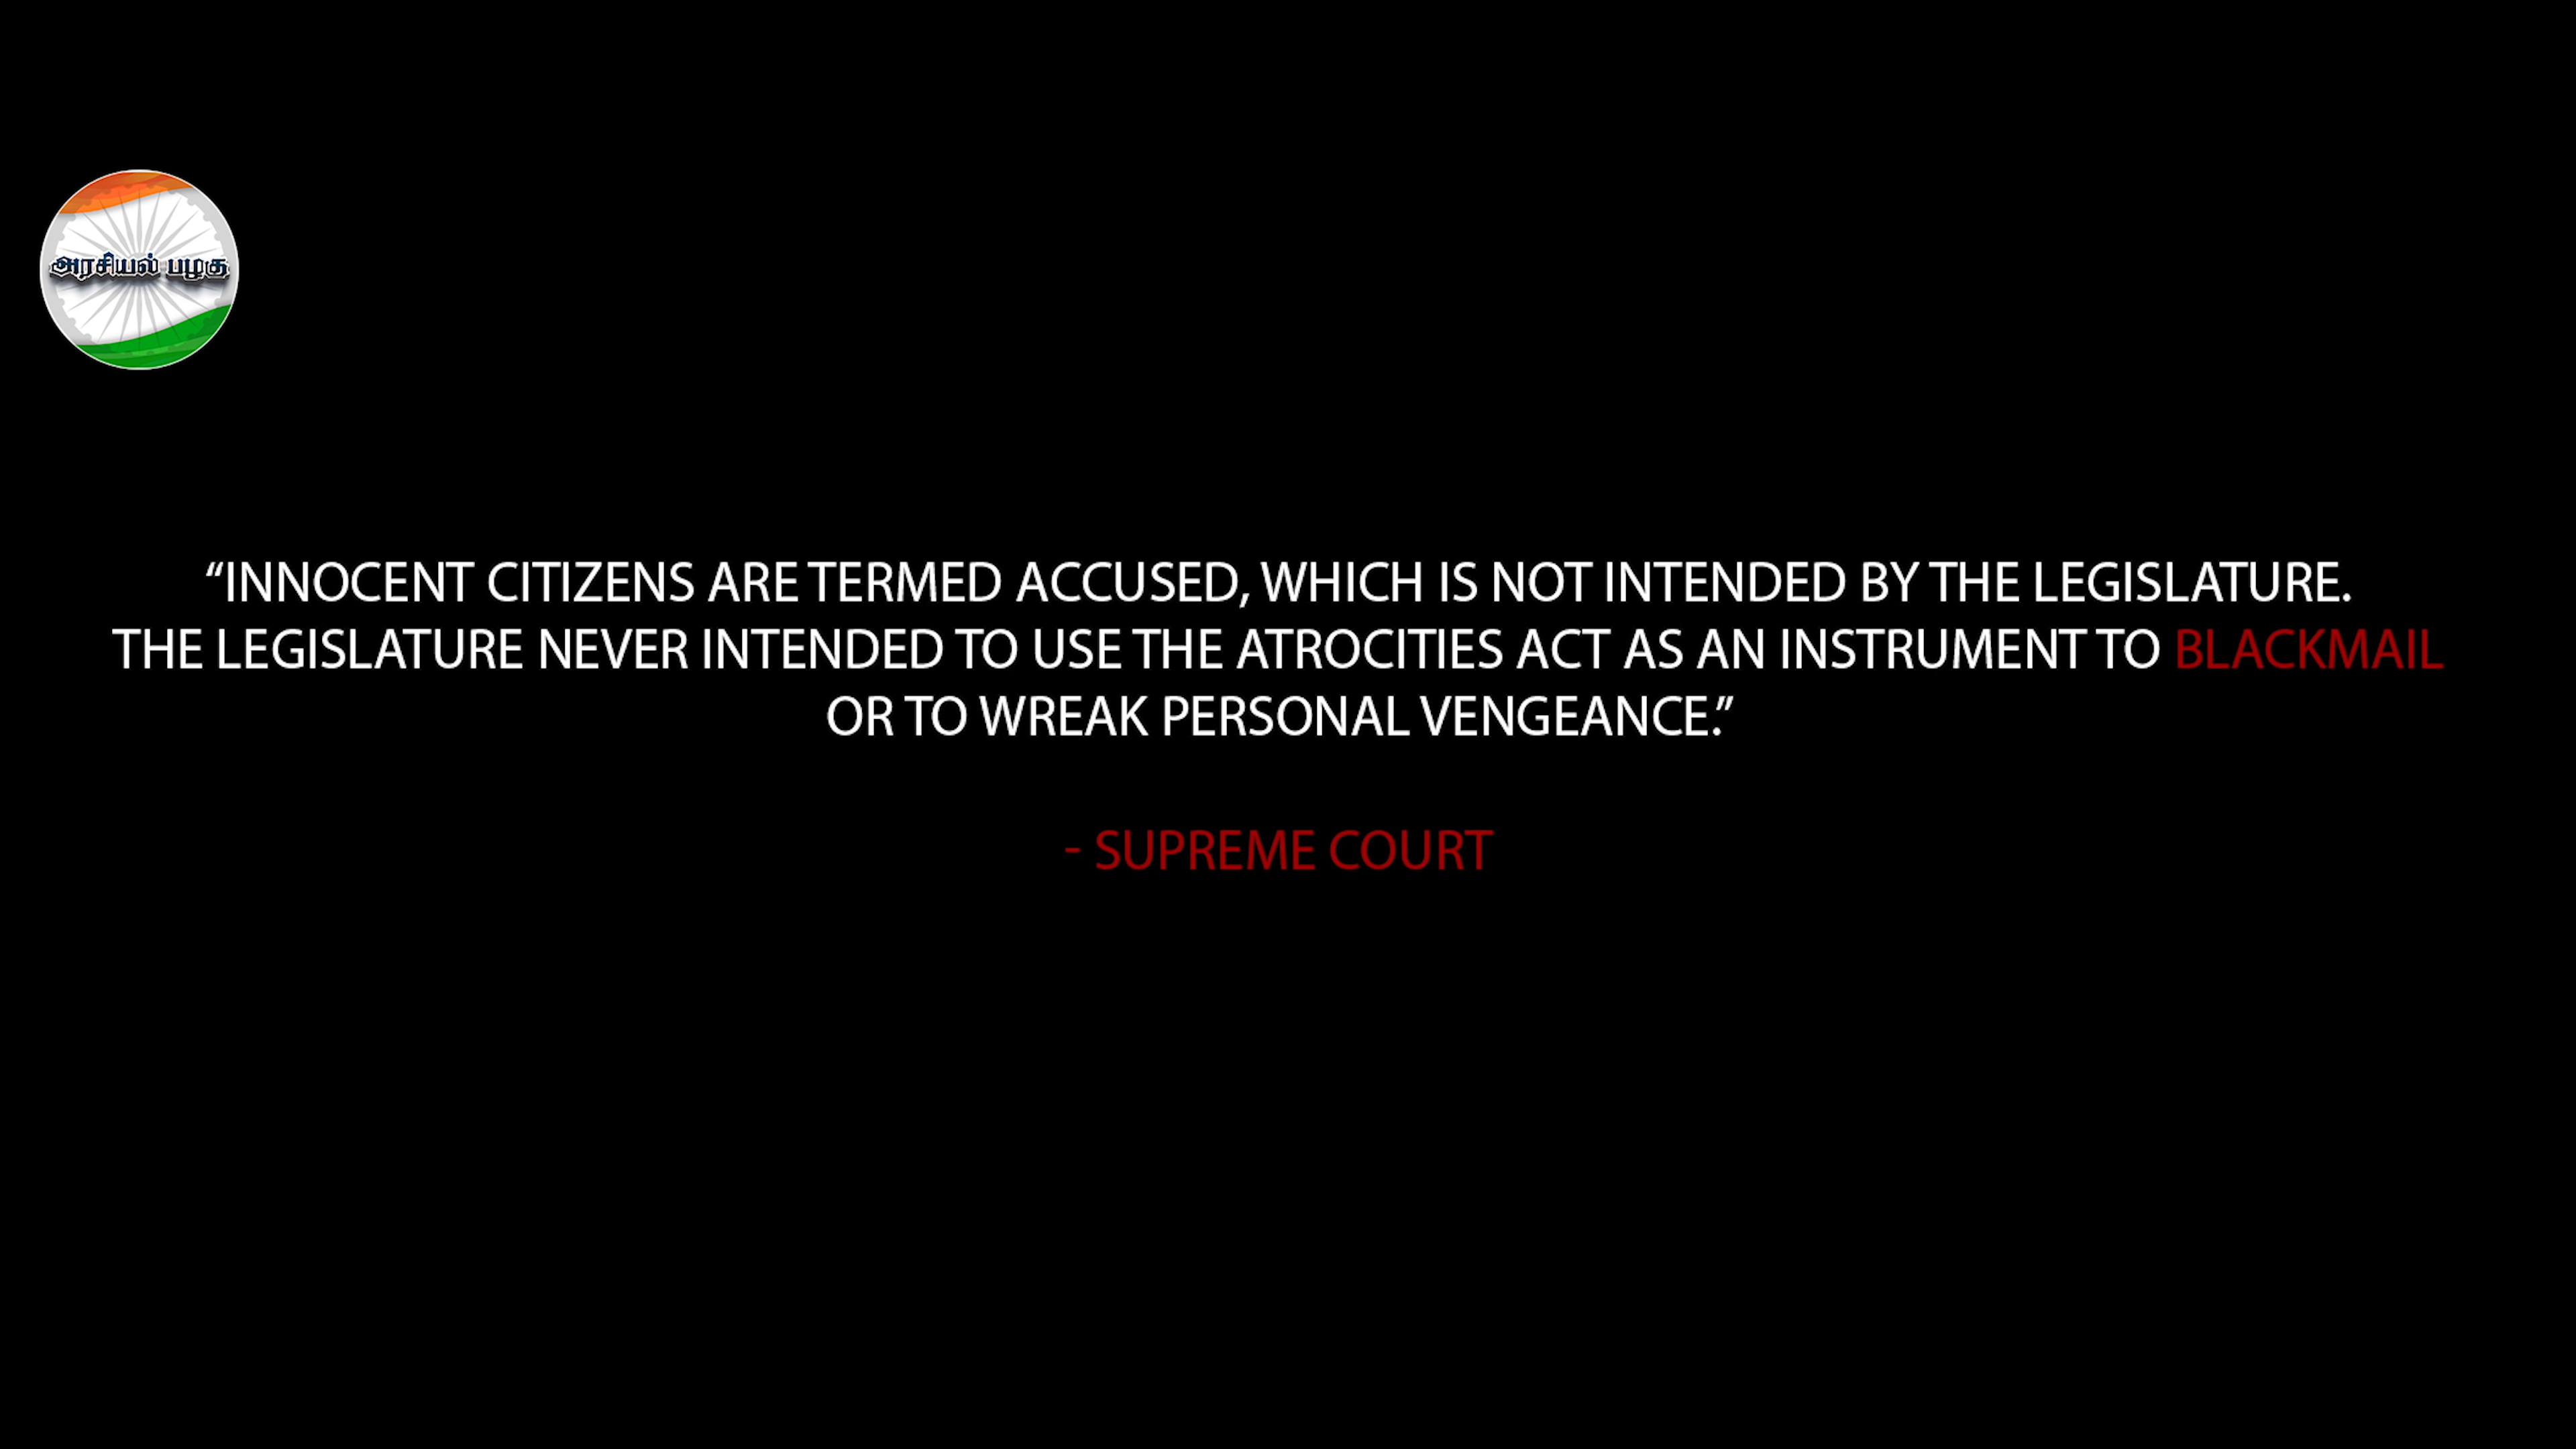 அரசியல் பழகு
“INNOCENT CITIZENS ARE TERMED ACCUSED, WHICH IS NOT INTENDED BY THE LEGISLATURE.
THE LEGISLATURE NEVER INTENDED TO USE THE ATROCITIES ACT AS AN INSTRUMENT TO BLACKMAIL
OR TO WREAK PERSONAL VENGEANCE.”
- SUPREME COURT